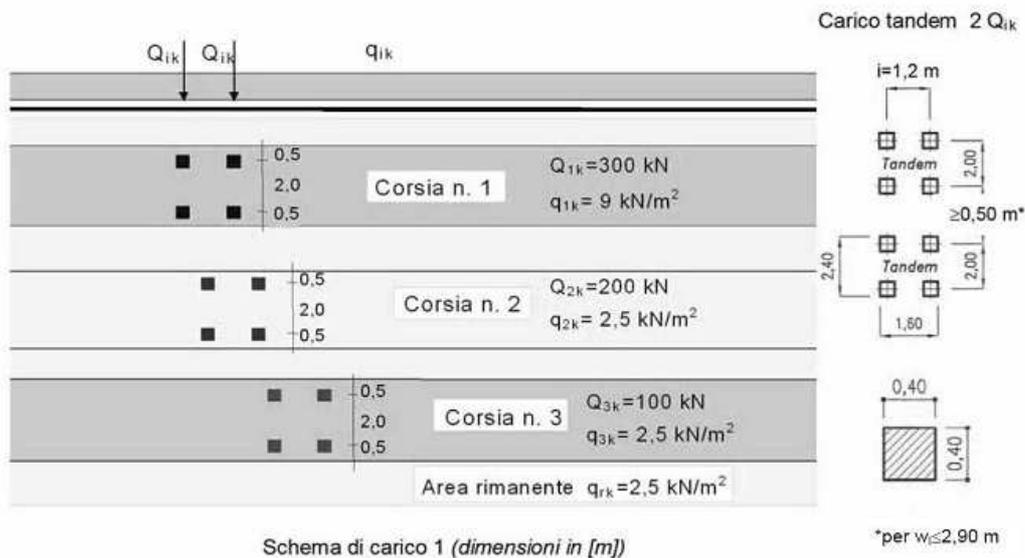 Carico tandem 2 Qik
Qik Qik qik
i=1,2 m
Tandem
2,00
≥0,50 m*
Tandem
2,40
2,00
1,60
0,5
2.0
0,5
Corsia n. 1
Q1k=300 kN
q1k= 9 kN/m²
0,5
2.0
0,5
Corsia n. 2
Q2k=200 kN
q2k= 2,5 kN/m²
0,5
2.0
0,5
Corsia n. 3
Q3k=100 kN
q3k= 2,5 kN/m²
0,40
0,40
Area rimanente qrk=2,5 kN/m²
Schema di carico 1 (dimensioni in [m])
*per wl≤2,90 m